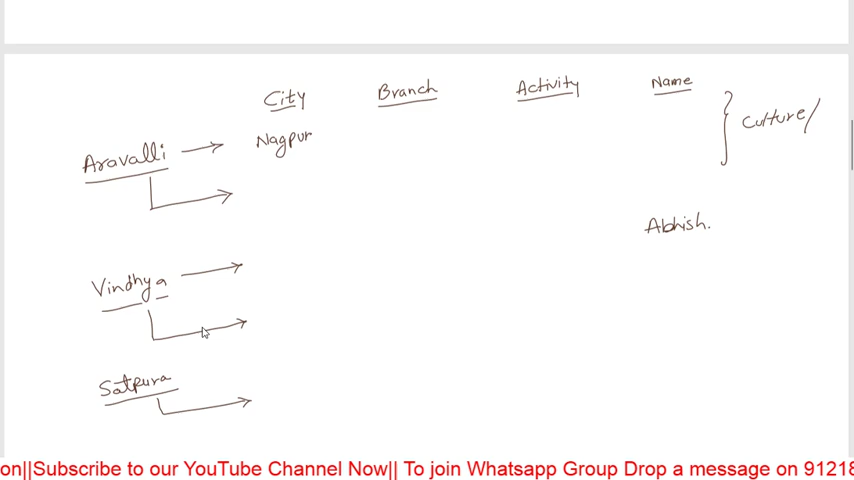 City Branch Activity Name
Culture/
Aravalli Nagpur
Abhish.
Vindhya
Satpura
on||Subscribe to our YouTube Channel Now|| To join Whatsapp Group Drop a message on 91218